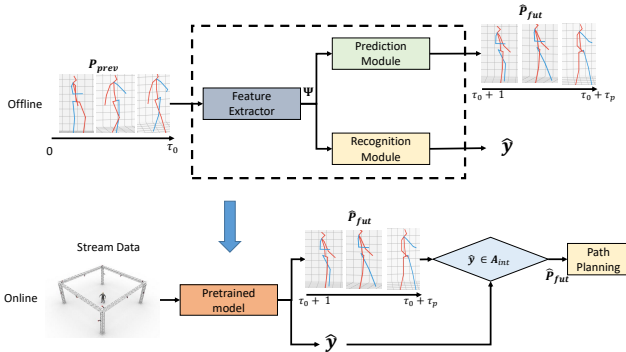 P_prev
Offline
0
τ_0
Feature
Extractor
Ψ
Prediction
Module
Recognition
Module
P̂_fut
τ_0 + 1
τ_0 + τ_p
ŷ
Stream Data
Online
Pretrained
model
P̂_fut
τ_0 + 1
τ_0 + τ_p
ŷ
ŷ ∈ A_int
P̂_fut
Path
Planning